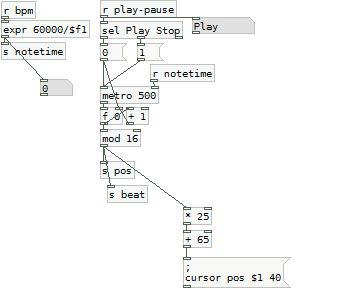 r bpm
expr 60000/$f1
s notetime
0
r play-pause
Play
sel Play Stop
0
1
r notetime
metro 500
f 0
+ 1
mod 16
s pos
s beat
* 25
+ 65
;
cursor pos $1 40